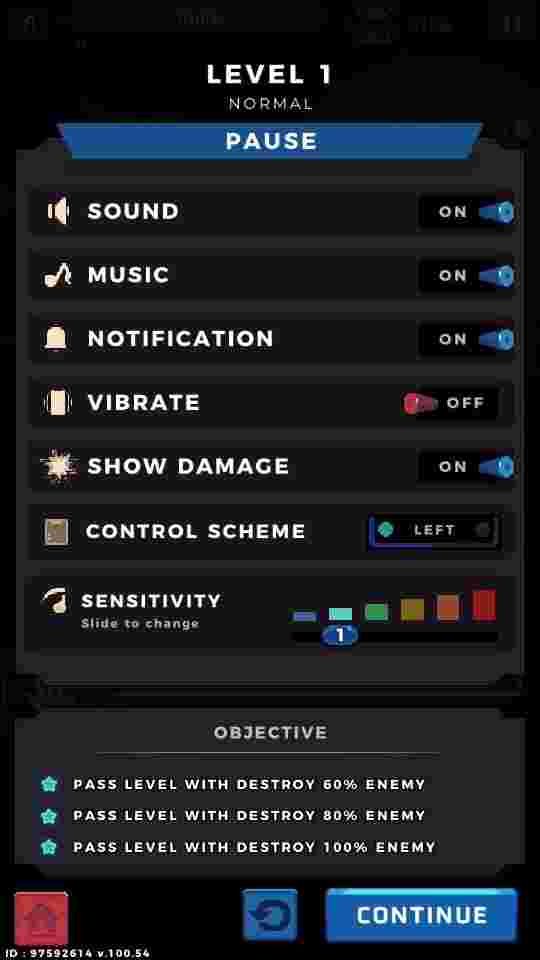 LEVEL 1
NORMAL
PAUSE
SOUND ON
MUSIC ON
NOTIFICATION ON
VIBRATE OFF
SHOW DAMAGE ON
CONTROL SCHEME LEFT
SENSITIVITY
Slide to change
1
OBJECTIVE
PASS LEVEL WITH DESTROY 60% ENEMY
PASS LEVEL WITH DESTROY 80% ENEMY
PASS LEVEL WITH DESTROY 100% ENEMY
CONTINUE
ID : 97592614 v.100.54